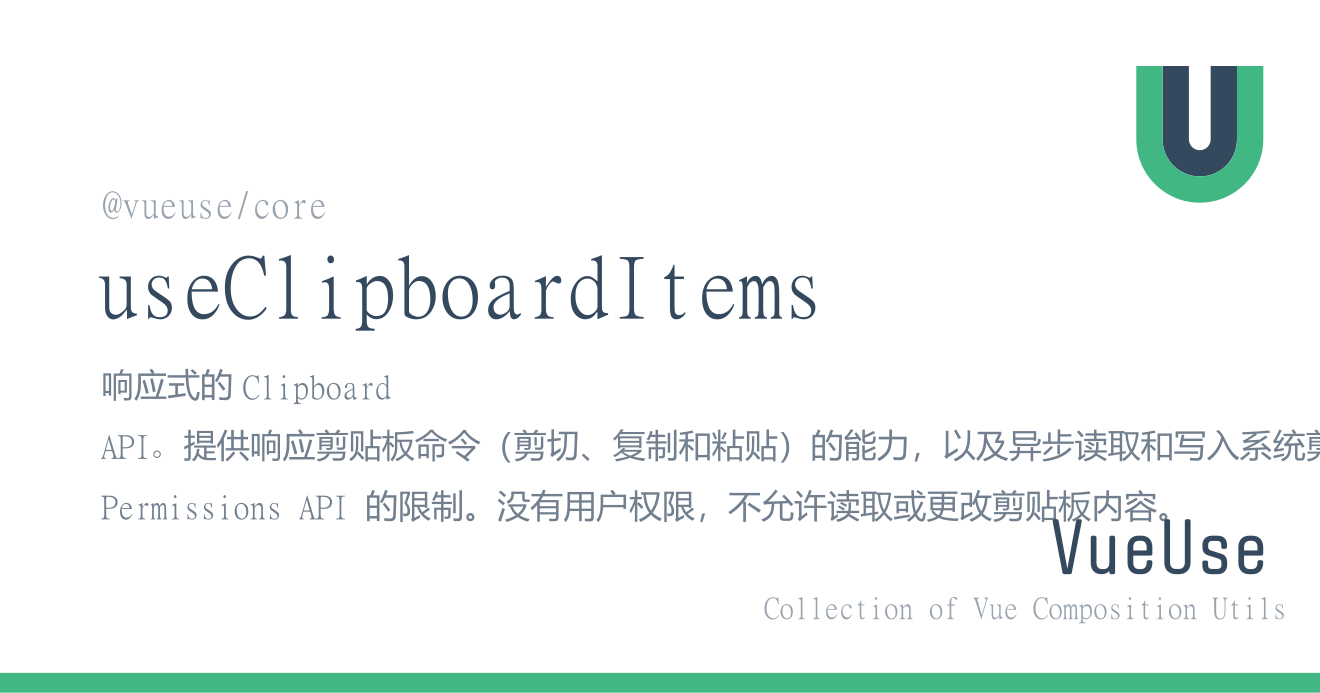 @vueuse/core
useClipboardItems
响应式的 Clipboard
API。提供响应剪贴板命令（剪切、复制和粘贴）的能力，以及异步读取和写入系统
Permissions API 的限制。没有用户权限，不允许读取或更改剪贴板内容。
VueUse
Collection of Vue Composition Utils